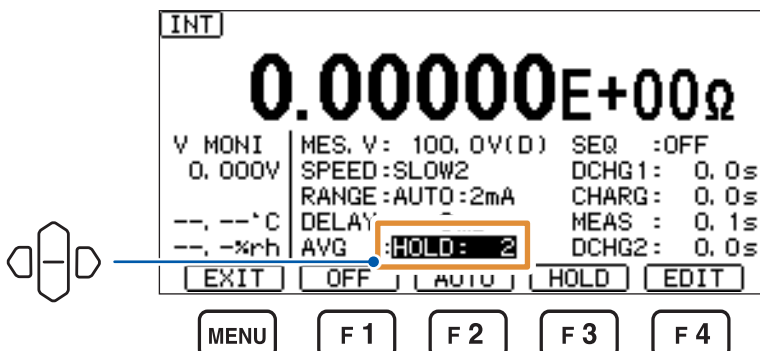 INT
0.00000E+00Ω
V MONI
0.000V
--.--°C
--.-%rh
MES.V: 100.0V(D)
SPEED:SLOW2
RANGE:AUTO:2mA
DELAY
AVG :HOLD: 2
SEQ :OFF
DCHG1: 0.0s
CHARG: 0.0s
MEAS : 0.1s
DCHG2: 0.0s
EXIT OFF AUTO HOLD EDIT
MENU F1 F2 F3 F4